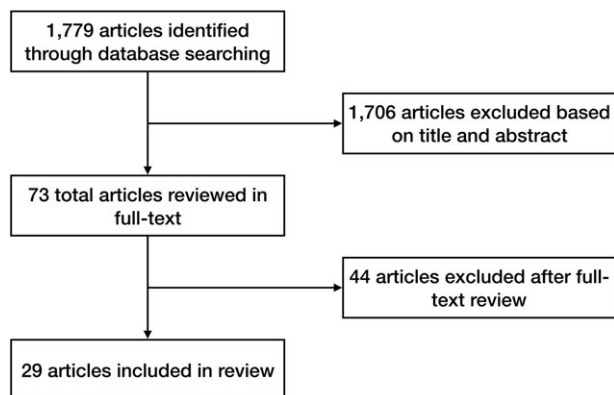 1,779 articles identified
through database searching
1,706 articles excluded based
on title and abstract
73 total articles reviewed in
full-text
44 articles excluded after full-
text review
29 articles included in review